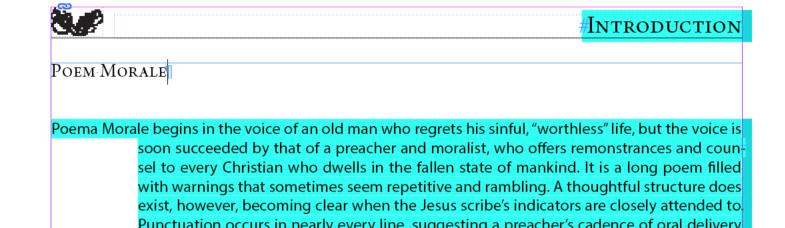 #Introduction
Poem Morale
Poema Morale begins in the voice of an old man who regrets his sinful, “worthless” life, but the voice is
soon succeeded by that of a preacher and moralist, who offers remonstrances and coun-
sel to every Christian who dwells in the fallen state of mankind. It is a long poem filled
with warnings that sometimes seem repetitive and rambling. A thoughtful structure does
exist, however, becoming clear when the Jesus scribe’s indicators are closely attended to.
Punctuation occurs in nearly every line, suggesting a preacher’s cadence of oral delivery